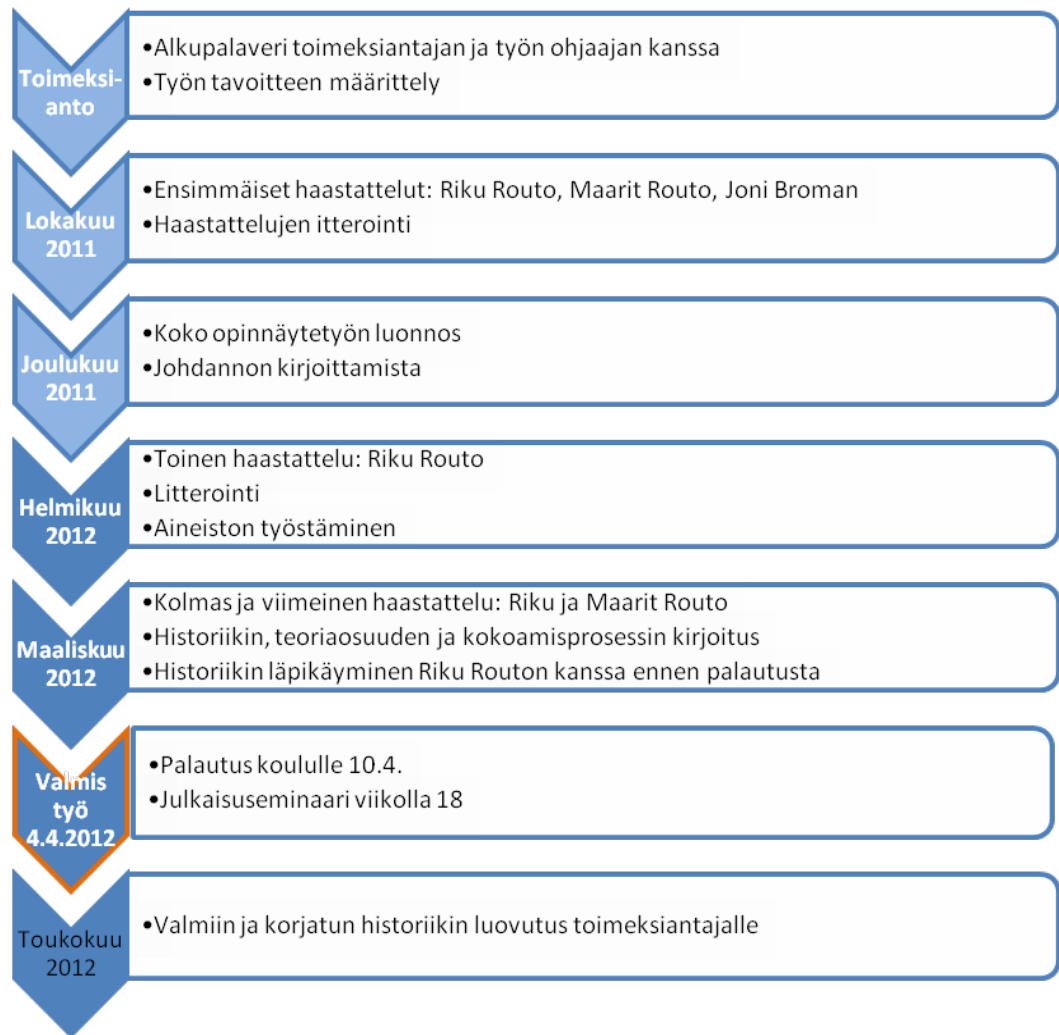 Toimeksi-
anto
•Alkupalaveri toimeksiantajan ja työn ohjaajan kanssa
•Työn tavoitteen määrittely
Lokakuu
2011
•Ensimmäiset haastattelut: Riku Routo, Maarit Routo, Joni Broman
•Haastattelujen itterointi
Joulukuu
2011
•Koko opinnäytetyön luonnos
•Johdannon kirjoittamista
Helmikuu
2012
•Toinen haastattelu: Riku Routo
•Litterointi
•Aineiston työstäminen
Maaliskuu
2012
•Kolmas ja viimeinen haastattelu: Riku ja Maarit Routo
•Historiikin, teoriaosuuden ja kokoamisprosessin kirjoitus
•Historiikin läpikäyminen Riku Routon kanssa ennen palautusta
Valmis
työ
4.4.2012
•Palautus koululle 10.4.
•Julkaisuseminaari viikolla 18
Toukokuu
2012
•Valmiin ja korjatun historiikin luovutus toimeksiantajalle